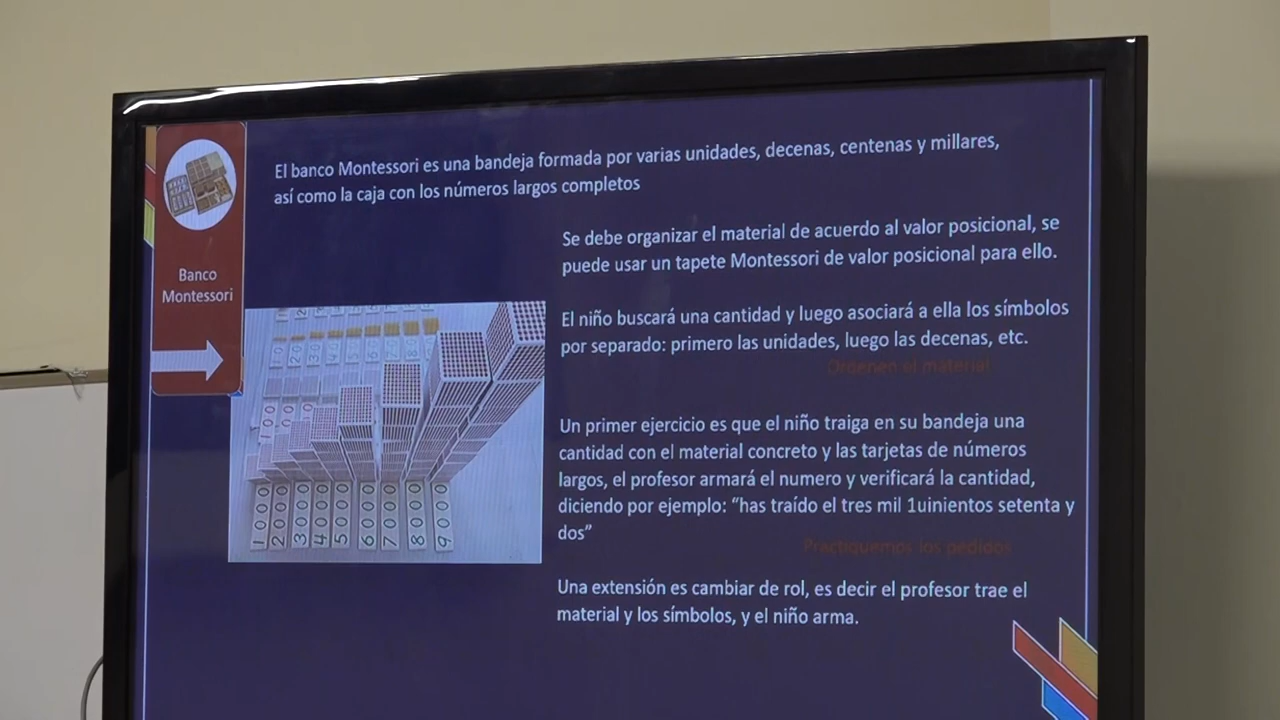 El banco Montessori es una bandeja formada por varias unidades, decenas, centenas y millares,
así como la caja con los números largos completos
Banco
Montessori
Se debe organizar el material de acuerdo al valor posicional, se
puede usar un tapete Montessori de valor posicional para ello.
El niño buscará una cantidad y luego asociará a ella los símbolos
por separado: primero las unidades, luego las decenas, etc.
Ordenen el material
Un primer ejercicio es que el niño traiga en su bandeja una
cantidad con el material concreto y las tarjetas de números
largos, el profesor armará el numero y verificará la cantidad,
diciendo por ejemplo: “has traído el tres mil 1uinientos setenta y
dos”
Practiquemos los pedidos
Una extensión es cambiar de rol, es decir el profesor trae el
material y los símbolos, y el niño arma.
1000
2000
3000
4000
5000
6000
7000
8000
9000